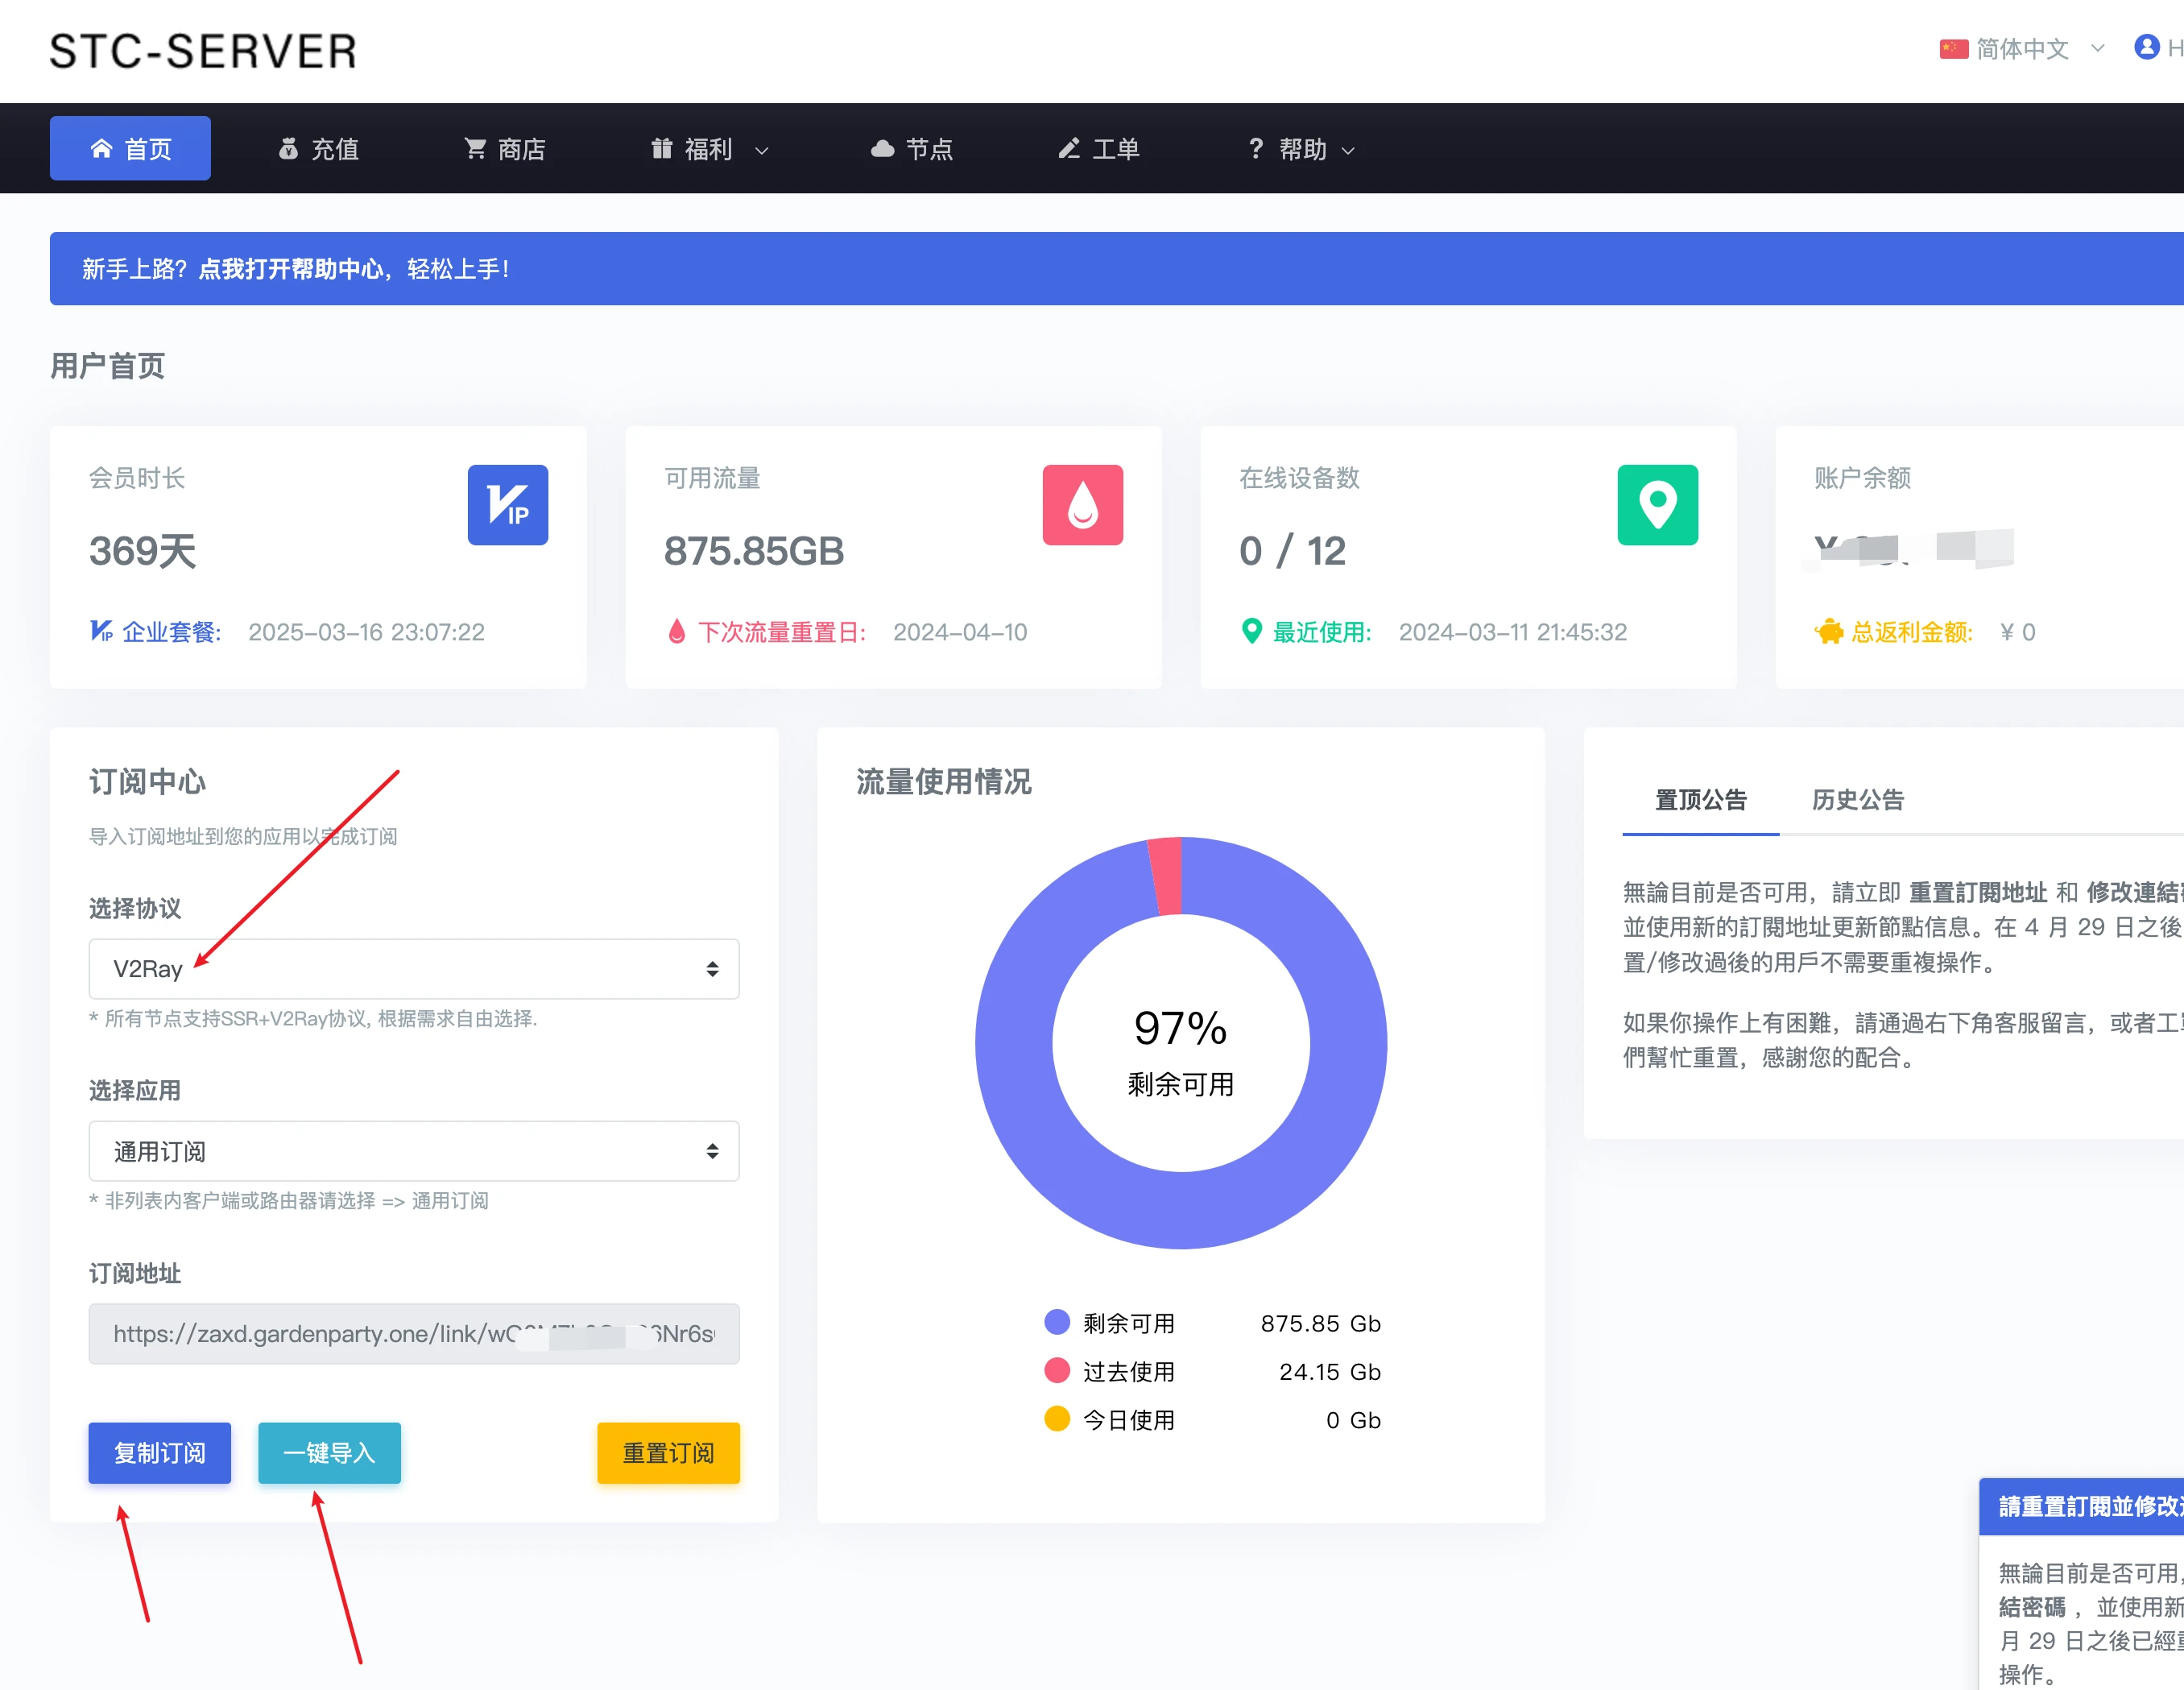 STC-SERVER
简体中文
首页 充值 商店 福利 节点 工单 ? 帮助
新手上路？点我打开帮助中心，轻松上手！
用户首页
会员时长
369天
VIP
VIP 企业套餐: 2025-03-16 23:07:22
可用流量
875.85GB
下次流量重置日: 2024-04-10
在线设备数
0 / 12
最近使用: 2024-03-11 21:45:32
账户余额
总返利金额: ¥ 0
订阅中心
导入订阅地址到您的应用以完成订阅
选择协议
V2Ray
* 所有节点支持SSR+V2Ray协议, 根据需求自由选择.
选择应用
通用订阅
* 非列表内客户端或路由器请选择 => 通用订阅
订阅地址
https://zaxd.gardenparty.one/link/
复制订阅 一键导入 重置订阅
流量使用情况
97%
剩余可用
剩余可用 875.85 Gb
过去使用 24.15 Gb
今日使用 0 Gb
置顶公告 历史公告
無論目前是否可用，請立即 重置訂閱地址 和 修改連結
並使用新的訂閱地址更新節點信息。在 4 月 29 日之後
置/修改過後的用戶不需要重複操作。
如果你操作上有困難，請通過右下角客服留言，或者工
們幫忙重置，感謝您的配合。
請重置訂閱並修改
無論目前是否可用,
結密碼 ，並使用新
月 29 日之後已經
操作。